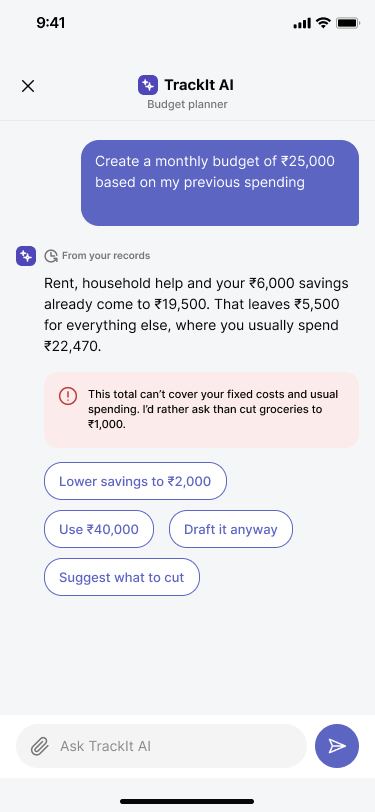 9:41
TrackIt AI
Budget planner
Create a monthly budget of ₹25,000
based on my previous spending
From your records
Rent, household help and your ₹6,000 savings
already come to ₹19,500. That leaves ₹5,500
for everything else, where you usually spend
₹22,470.
This total can't cover your fixed costs and usual
spending. I'd rather ask than cut groceries to
₹1,000.
Lower savings to ₹2,000
Use ₹40,000
Draft it anyway
Suggest what to cut
Ask TrackIt AI